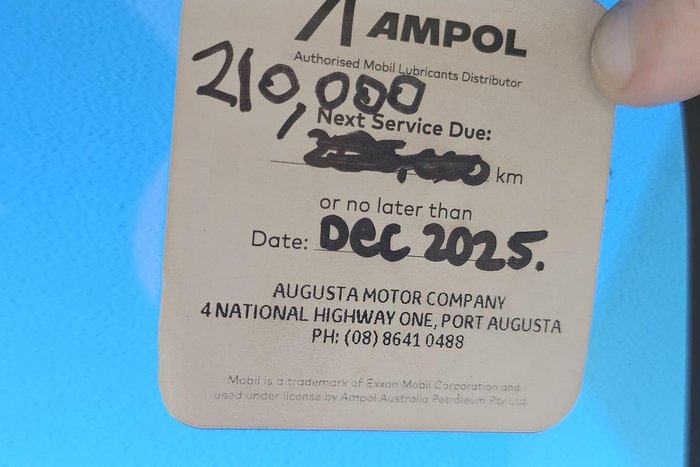 AMPOL
Authorised Mobil Lubricants Distributor
210,000
Next Service Due:
km
or no later than
Date: Dec 2025.
AUGUSTA MOTOR COMPANY
4 NATIONAL HIGHWAY ONE, PORT AUGUSTA
PH: (08) 8641 0488
Mobil is a trademark of Exxon Mobil Corporation and
used under license by Ampol Australia Petroleum Pty Ltd.